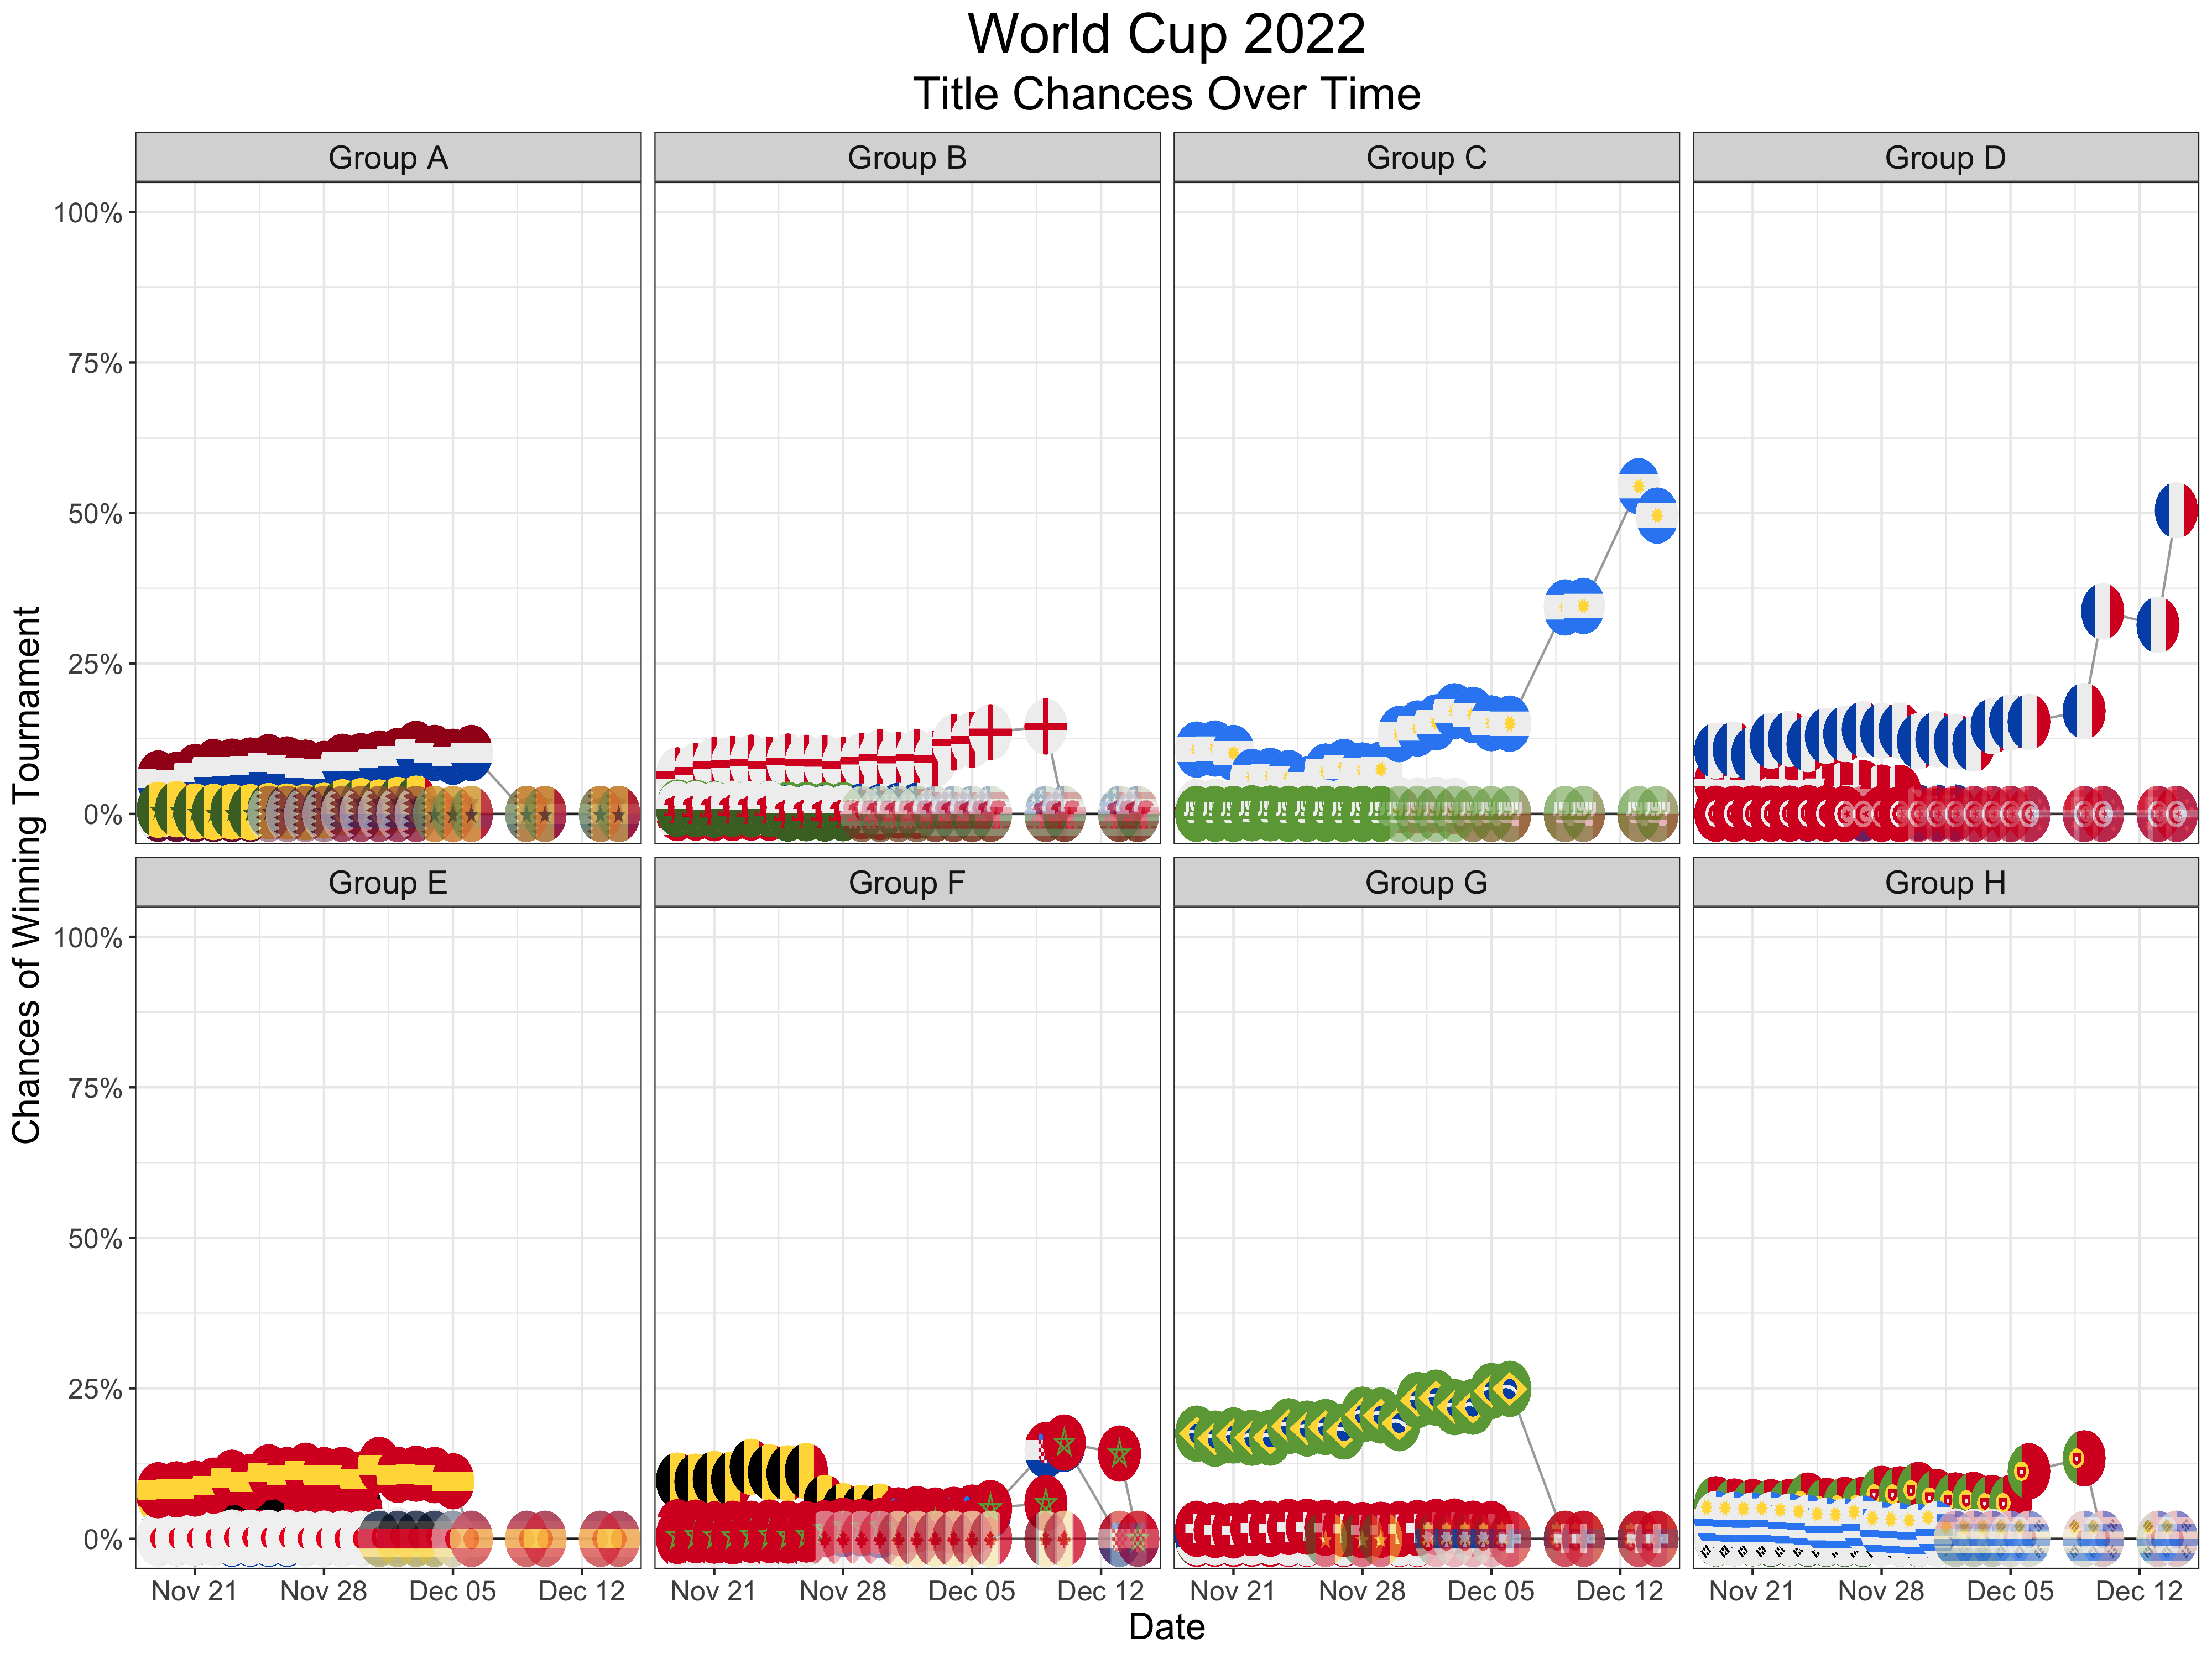 World Cup 2022
Title Chances Over Time
Group A Group B Group C Group D
100%
75%
50%
25%
0%
Chances of Winning Tournament
Group E Group F Group G Group H
100%
75%
50%
25%
0%
Nov 21 Nov 28 Dec 05 Dec 12 Nov 21 Nov 28 Dec 05 Dec 12 Nov 21 Nov 28 Dec 05 Dec 12 Nov 21 Nov 28 Dec 05 Dec 12
Date